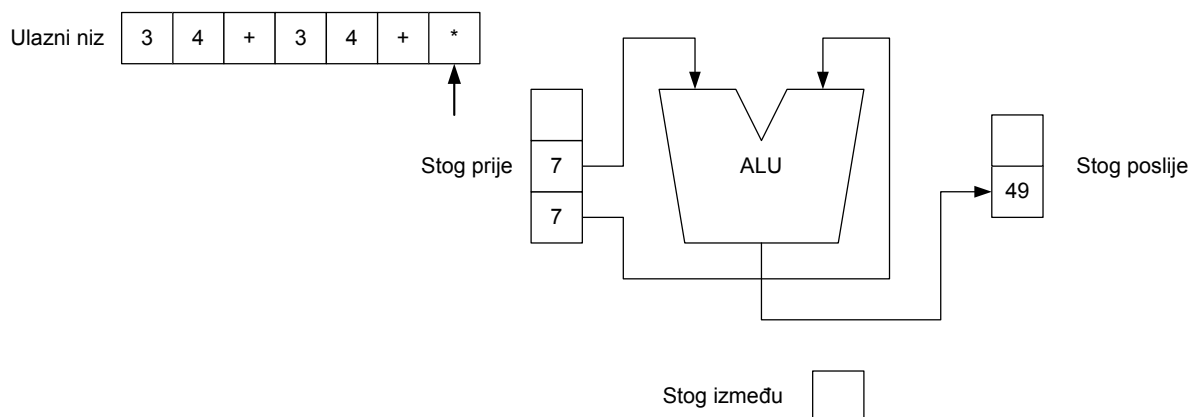 Ulazni niz 3 4 + 3 4 + *
Stog prije 7 ALU Stog poslije
7 49
Stog između